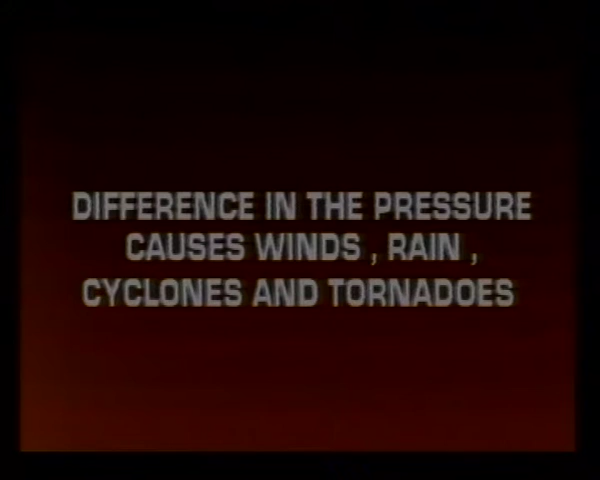 DIFFERENCE IN THE PRESSURE
CAUSES WINDS , RAIN ,
CYCLONES AND TORNADOES